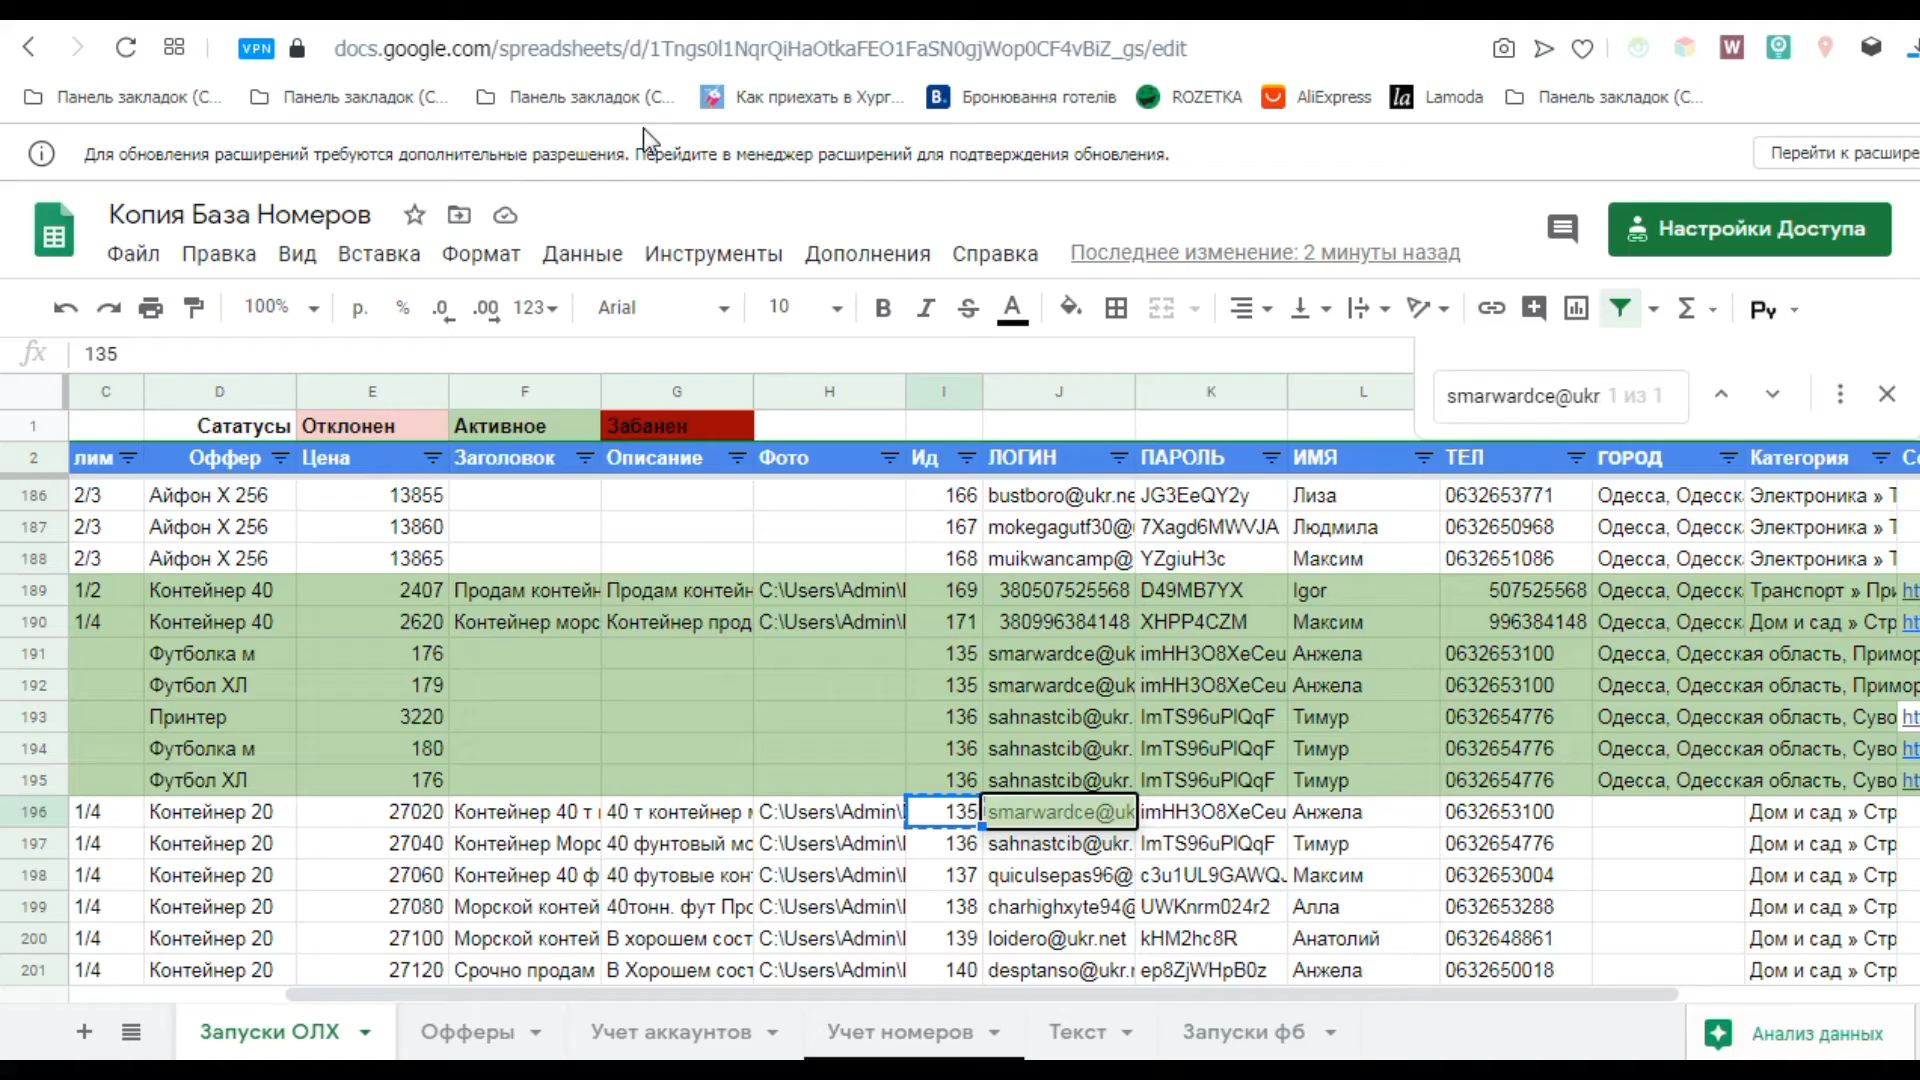 VPN docs.google.com/spreadsheets/d/1Tngs0l1NqrQiHaOtkaFEO1FaSN0gjWop0CF4vBiZ_gs/edit
Панель закладок (С... Панель закладок (С... Панель закладок (С... Как приехать в Хург... B. Бронювання готелів ROZETKA AliExpress la Lamoda Панель закладок (С...
Для обновления расширений требуются дополнительные разрешения. Перейдите в менеджер расширений для подтверждения обновления. Перейти к расшире
Копия База Номеров
Файл Правка Вид Вставка Формат Данные Инструменты Дополнения Справка Последнее изменение: 2 минуты назад Настройки Доступа
100% р. % .0 .00 123 Arial 10 B I S A Σ Ру
fx 135
smarwardce@ukr 1 из 1
C D E F G H I J K L
1 Сататусы Отклонен Активное Забанен
2 лим Оффер Цена Заголовок Описание Фото Ид ЛОГИН ПАРОЛЬ ИМЯ ТЕЛ ГОРОД Категория
186 2/3 Айфон X 256 13855 166 bustboro@ukr.ne JG3EeQY2y Лиза 0632653771 Одесса, Одесск Электроника » Т
187 2/3 Айфон X 256 13860 167 mokegagutf30@ 7Xagd6MWVJA Людмила 0632650968 Одесса, Одесск Электроника » Т
188 2/3 Айфон X 256 13865 168 muikwancamp@ YZgiuH3c Максим 0632651086 Одесса, Одесск Электроника » Т
189 1/2 Контейнер 40 2407 Продам контейн Продам контейн C:\Users\Admin\ 169 380507525568 D49MB7YX Igor 507525568 Одесса, Одесск Транспорт » При ht
190 1/4 Контейнер 40 2620 Контейнер морс Контейнер прод C:\Users\Admin\ 171 380996384148 XHPP4CZM Максим 996384148 Одесса, Одесск Дом и сад » Стр ht
191 Футболка м 176 135 smarwardce@uk imHH3O8XeCeu Анжела 0632653100 Одесса, Одесская область, Примор
192 Футбол ХЛ 179 135 smarwardce@uk imHH3O8XeCeu Анжела 0632653100 Одесса, Одесская область, Примор
193 Принтер 3220 136 sahnastcib@ukr. ImTS96uPlQqF Тимур 0632654776 Одесса, Одесская область, Суво ht
194 Футболка м 180 136 sahnastcib@ukr. ImTS96uPlQqF Тимур 0632654776 Одесса, Одесская область, Суво ht
195 Футбол ХЛ 176 136 sahnastcib@ukr. ImTS96uPlQqF Тимур 0632654776 Одесса, Одесская область, Суво ht
196 1/4 Контейнер 20 27020 Контейнер 40 т 40 т контейнер C:\Users\Admin\ 135 smarwardce@uk imHH3O8XeCeu Анжела 0632653100 Дом и сад » Стр
197 1/4 Контейнер 20 27040 Контейнер Морс 40 фунтовый мо C:\Users\Admin\ 136 sahnastcib@ukr. ImTS96uPlQqF Тимур 0632654776 Дом и сад » Стр
198 1/4 Контейнер 20 27060 Контейнер 40 ф 40 футовые кон C:\Users\Admin\ 137 quiculsepas96@ c3u1UL9GAWQJ Максим 0632653004 Дом и сад » Стр
199 1/4 Контейнер 20 27080 Морской контей 40тонн. фут Про C:\Users\Admin\ 138 charhighxyte94@ UWKnrm024r2 Алла 0632653288 Дом и сад » Стр
200 1/4 Контейнер 20 27100 Морской контей В хорошем сост C:\Users\Admin\ 139 loidero@ukr.net kHM2hc8R Анатолий 0632648861 Дом и сад » Стр
201 1/4 Контейнер 20 27120 Срочно продам В Хорошем сост C:\Users\Admin\ 140 desptanso@ukr. ep8ZjWHpB0z Анжела 0632650018 Дом и сад » Стр
Запуски ОЛХ Офферы Учет аккаунтов Учет номеров Текст Запуски фб Анализ данных